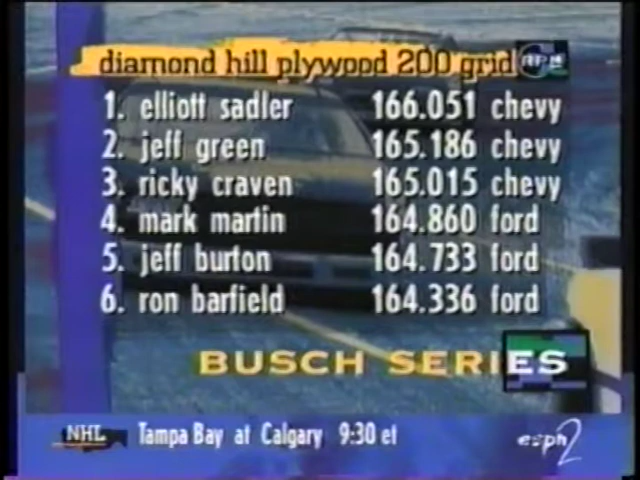 diamond hill plywood 200 grid RPM
1. elliott sadler 166.051 chevy
2. jeff green 165.186 chevy
3. ricky craven 165.015 chevy
4. mark martin 164.860 ford
5. jeff burton 164.733 ford
6. ron barfield 164.336 ford
BUSCH SERIES
NHL Tampa Bay at Calgary 9:30 et espn2